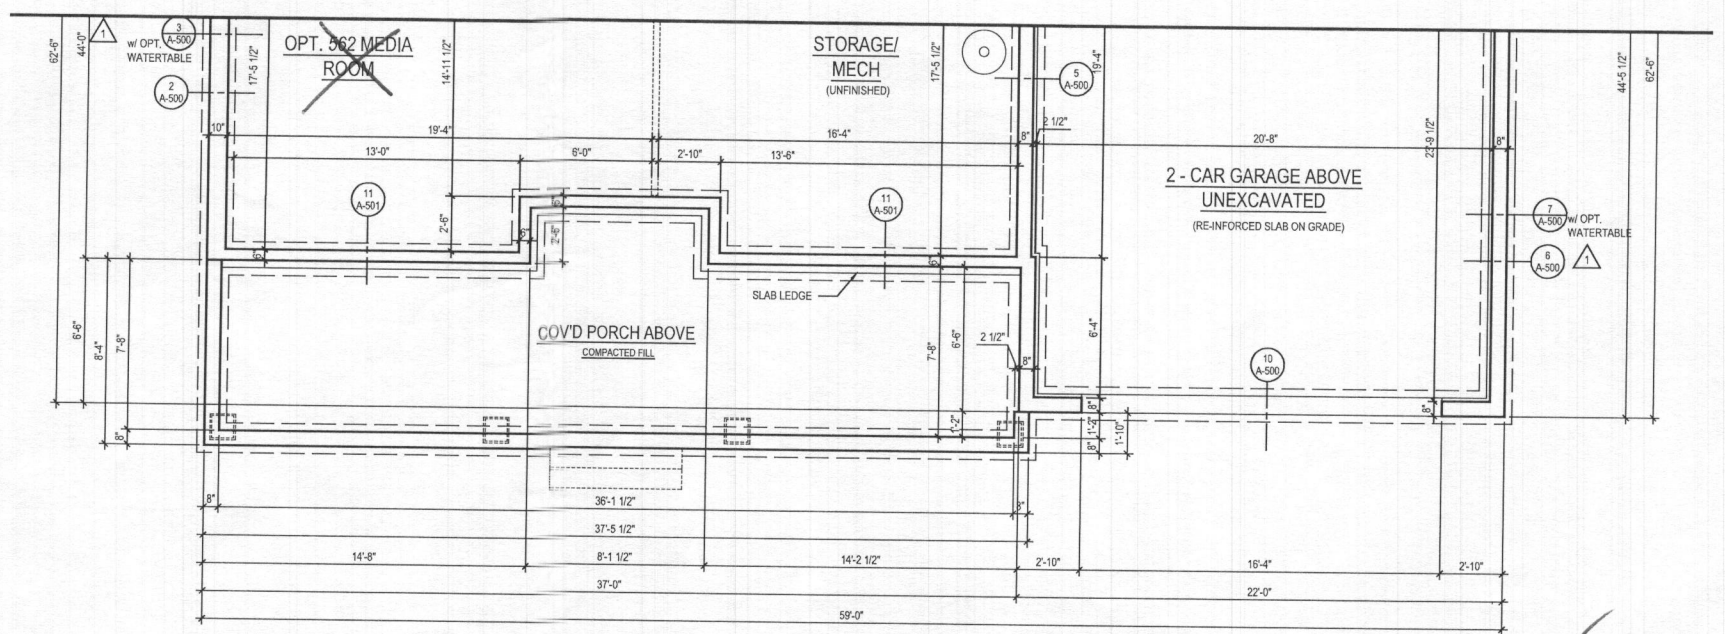 62'-6"
44'-0"
1
3
A-500
w/ OPT.
WATERTABLE
2
A-500
17'-5 1/2"
OPT. 562 MEDIA
ROOM
14'-11 1/2"
STORAGE/
MECH
(UNFINISHED)
17'-5 1/2"
5
A-500
19'-4"
44'-5 1/2"
62'-6"
10"
19'-4"
16'-4"
8"
2 1/2"
20'-8"
23'-9 1/2"
8"
13'-0"
6'-0"
2'-10"
13'-6"
11
A-501
11
A-501
2 - CAR GARAGE ABOVE
UNEXCAVATED
(RE-INFORCED SLAB ON GRADE)
7
A-500
w/ OPT.
WATERTABLE
6
A-500
1
2'-6"
6"
8"
2'-6"
6"
6"
SLAB LEDGE
COV'D PORCH ABOVE
COMPACTED FILL
6'-6"
8'-4"
7'-8"
7'-8"
6'-6"
2 1/2"
8"
6'-4"
10
A-500
8"
8"
8"
1'-2"
1'-2"
8"
1'-10"
8"
36'-1 1/2"
8"
37'-5 1/2"
14'-8"
8'-1 1/2"
14'-2 1/2"
2'-10"
16'-4"
2'-10"
37'-0"
22'-0"
59'-0"